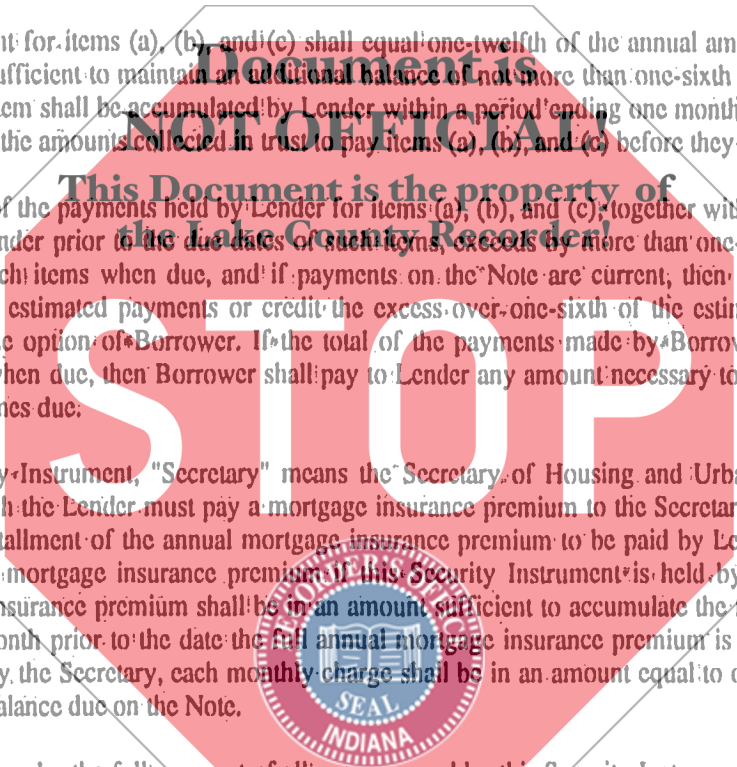 nt for items (a), (b), and (c) shall equal one-twelfth of the annual am
Document is
ufficient to maintain an additional balance of not more than one-sixth
em shall be accumulated by Lender within a period ending one month
NOT OFFICIAL!
the amounts collected in trust to pay items (a), (b), and (c) before they
This Document is the property of
f the payments held by Lender for items (a), (b), and (c), together wit
the Lake County Recorder!
nder prior to the due dates of such items, exceeds by more than one-
ch items when due, and if payments on the Note are current, then
estimated payments or credit the excess over one-sixth of the estim
e option of Borrower. If the total of the payments made by Borrow
when due, then Borrower shall pay to Lender any amount necessary to
mes due.
STOP
y Instrument, "Secretary" means the Secretary of Housing and Urba
h the Lender must pay a mortgage insurance premium to the Secretar
tallment of the annual mortgage insurance premium to be paid by Le
mortgage insurance premium if this Security Instrument is held by
nsurance premium shall be in an amount sufficient to accumulate the
onth prior to the date the full annual mortgage insurance premium is
y the Secretary, each monthly charge shall be in an amount equal to o
alance due on the Note.
RECORDER'S OFFICE
SEAL
INDIANA